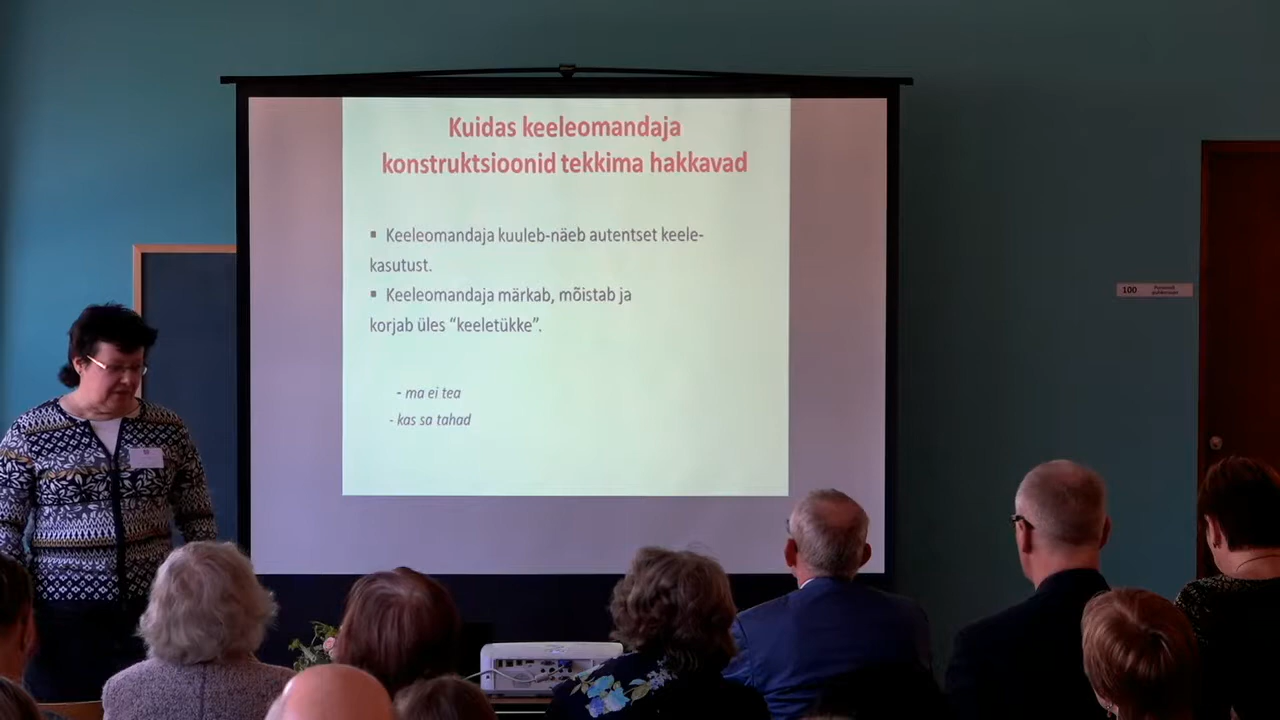 Kuidas keeleomandaja
konstruktsioonid tekkima hakkavad
▪ Keeleomandaja kuuleb-näeb autentset keele-
kasutust.
▪ Keeleomandaja märkab, mõistab ja
korjab üles “keeletükke”.
- ma ei tea
- kas sa tahad
100